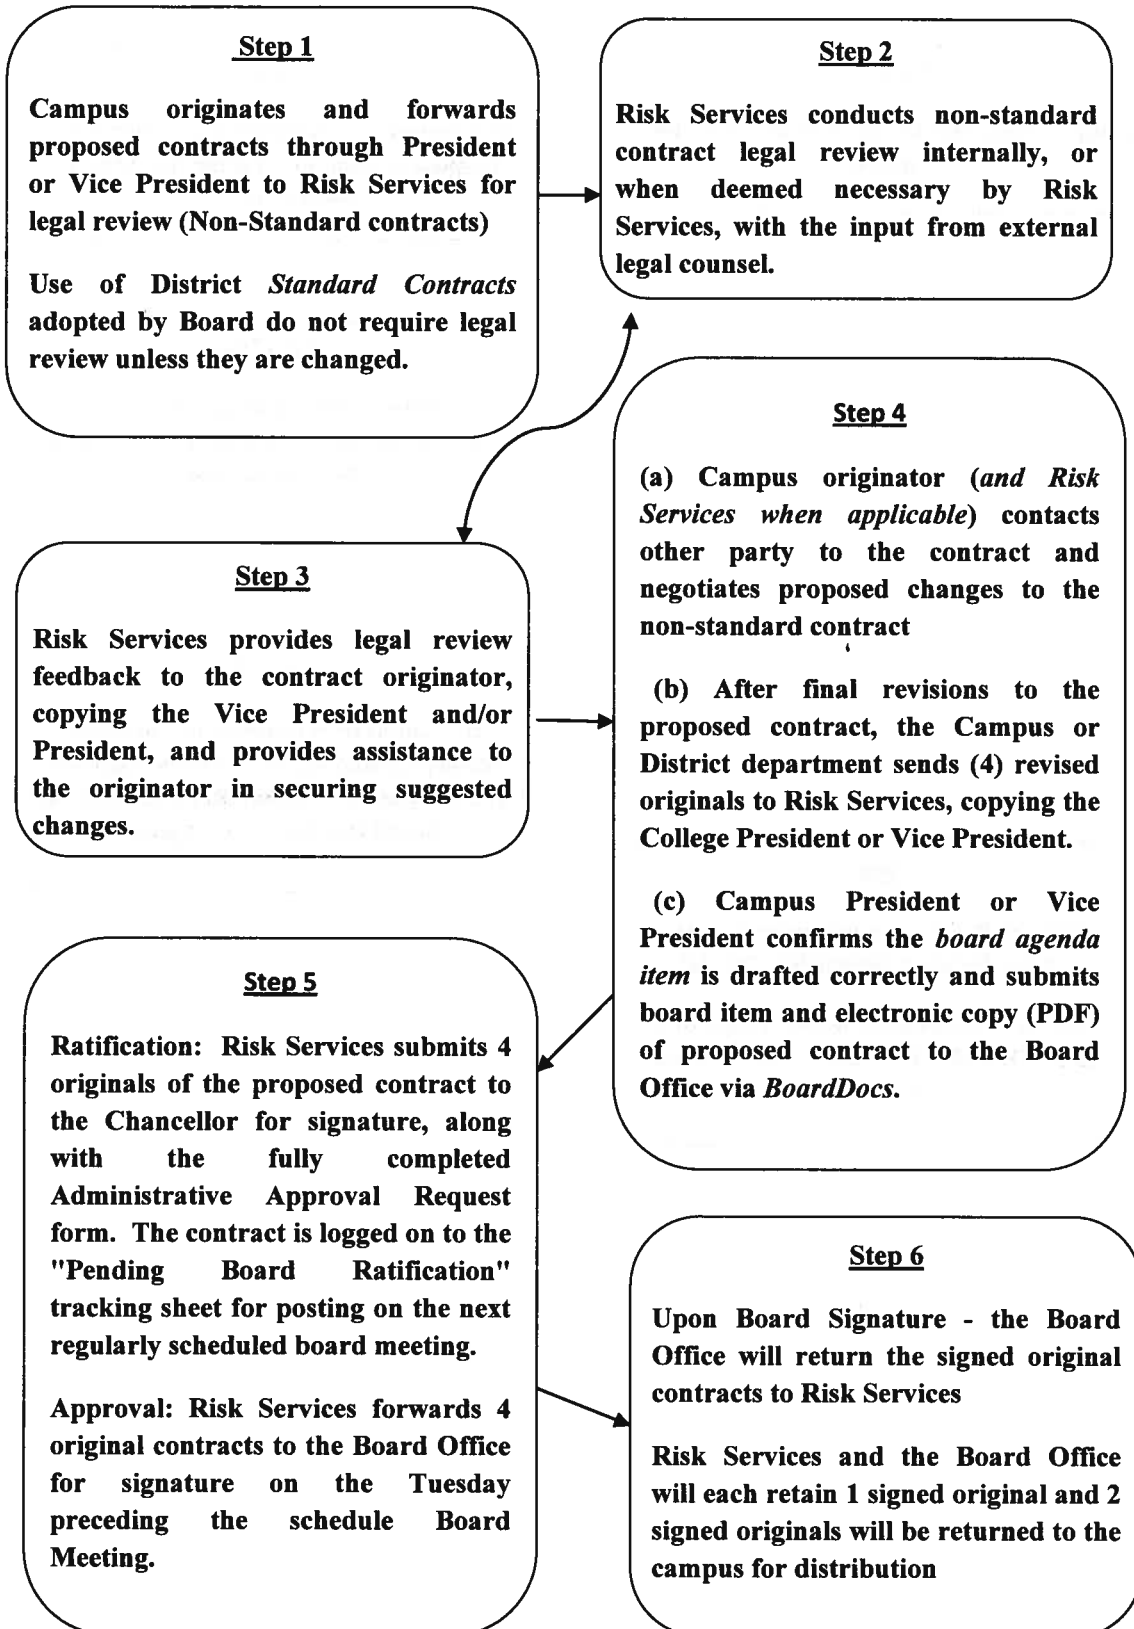 Step 1
Campus originates and forwards
proposed contracts through President
or Vice President to Risk Services for
legal review (Non-Standard contracts)
Use of District Standard Contracts
adopted by Board do not require legal
review unless they are changed.
Step 2
Risk Services conducts non-standard
contract legal review internally, or
when deemed necessary by Risk
Services, with the input from external
legal counsel.
Step 3
Risk Services provides legal review
feedback to the contract originator,
copying the Vice President and/or
President, and provides assistance to
the originator in securing suggested
changes.
Step 4
(a) Campus originator (and Risk
Services when applicable) contacts
other party to the contract and
negotiates proposed changes to the
non-standard contract
(b) After final revisions to the
proposed contract, the Campus or
District department sends (4) revised
originals to Risk Services, copying the
College President or Vice President.
(c) Campus President or Vice
President confirms the board agenda
item is drafted correctly and submits
board item and electronic copy (PDF)
of proposed contract to the Board
Office via BoardDocs.
Step 5
Ratification: Risk Services submits 4
originals of the proposed contract to
the Chancellor for signature, along
with the fully completed
Administrative Approval Request
form. The contract is logged on to the
"Pending Board Ratification"
tracking sheet for posting on the next
regularly scheduled board meeting.
Approval: Risk Services forwards 4
original contracts to the Board Office
for signature on the Tuesday
preceding the schedule Board
Meeting.
Step 6
Upon Board Signature - the Board
Office will return the signed original
contracts to Risk Services
Risk Services and the Board Office
will each retain 1 signed original and 2
signed originals will be returned to the
campus for distribution